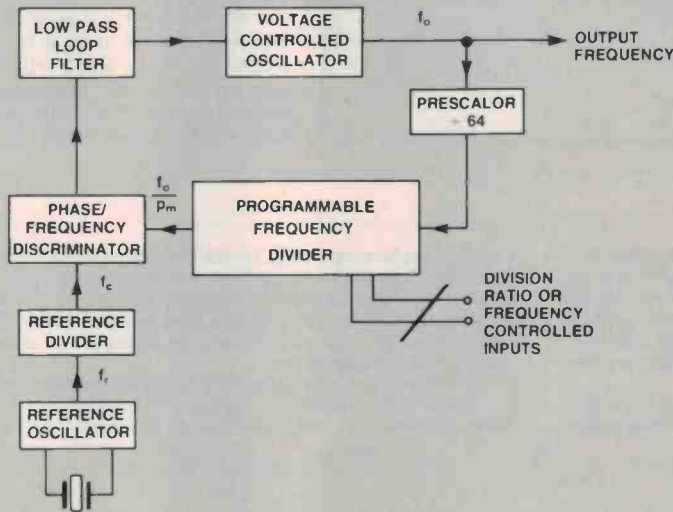 LOW PASS
LOOP
FILTER
VOLTAGE
CONTROLLED
OSCILLATOR
fₒ
OUTPUT
FREQUENCY
PRESCALOR
÷ 64
PHASE/
FREQUENCY
DISCRIMINATOR
fₒ
pₘ
PROGRAMMABLE
FREQUENCY
DIVIDER
DIVISION
RATIO OR
FREQUENCY
CONTROLLED
INPUTS
f꜀
REFERENCE
DIVIDER
fᵣ
REFERENCE
OSCILLATOR